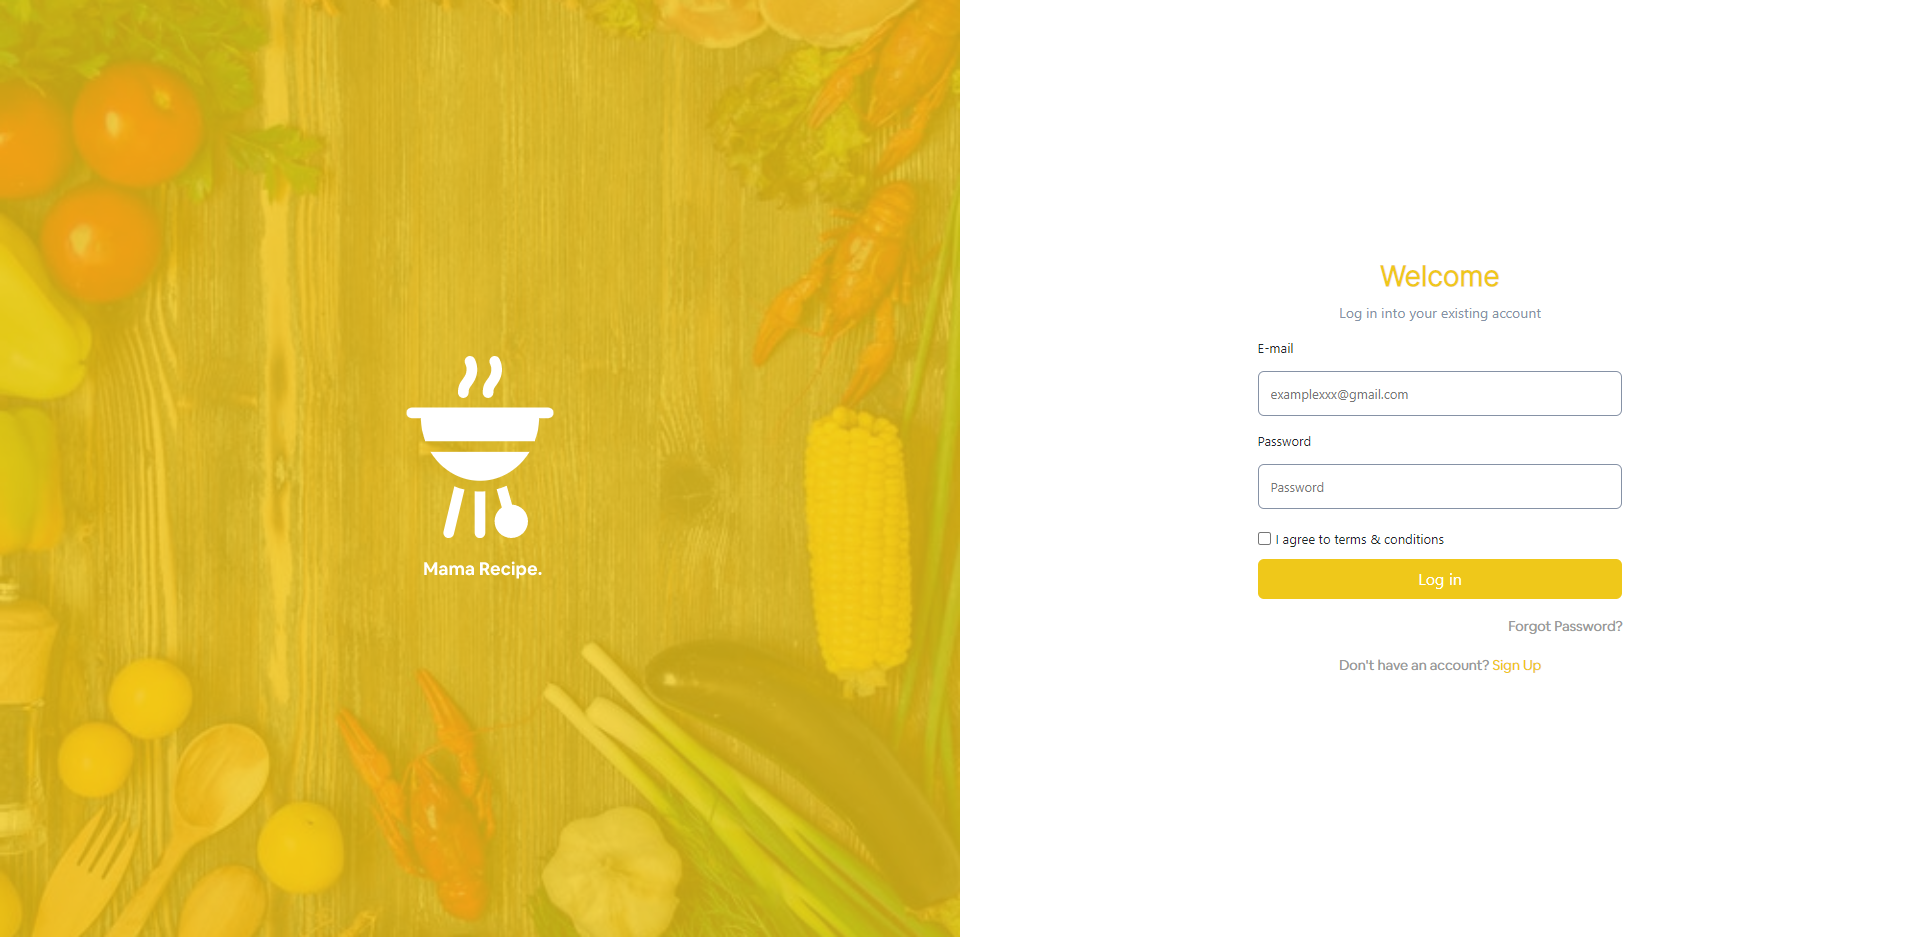 Mama Recipe.
Welcome
Log in into your existing account
E-mail
examplexxx@gmail.com
Password
Password
I agree to terms & conditions
Log in
Forgot Password?
Don't have an account? Sign Up